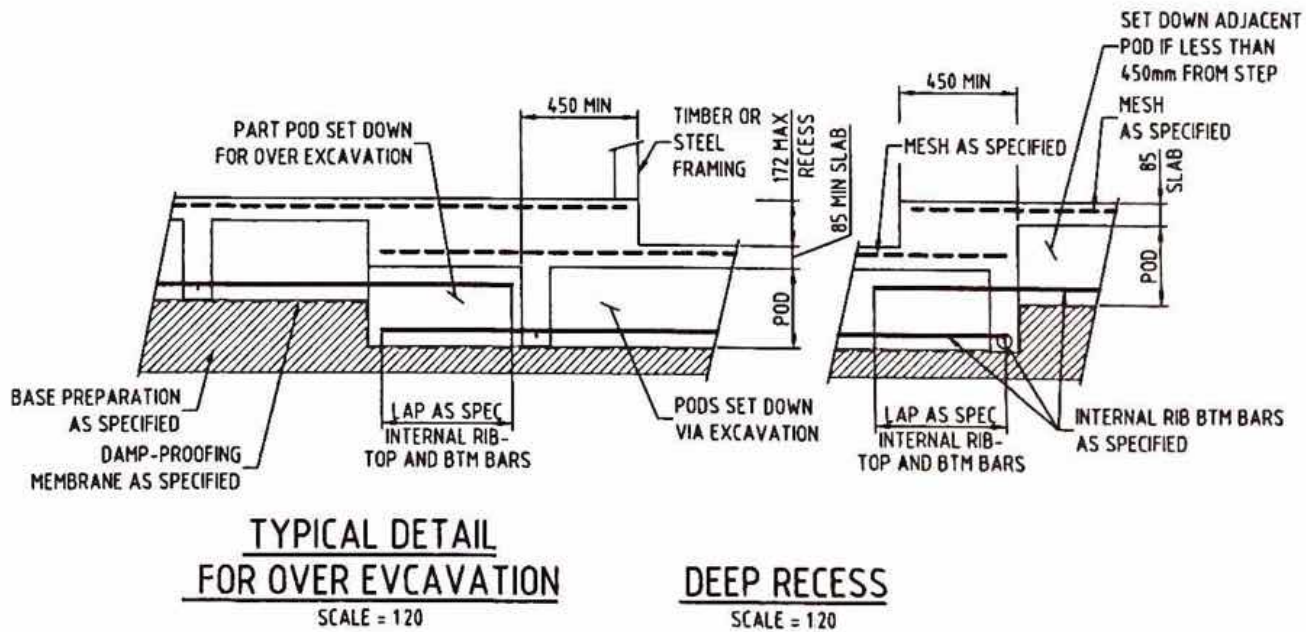 SET DOWN ADJACENT
POD IF LESS THAN
450mm FROM STEP
450 MIN
TIMBER OR
STEEL
FRAMING
172 MAX
RECESS
85 MIN SLAB
450 MIN
MESH
AS SPECIFIED
MESH AS SPECIFIED
85
SLAB
PART POD SET DOWN
FOR OVER EXCAVATION
POD
POD
BASE PREPARATION
AS SPECIFIED
DAMP-PROOFING
MEMBRANE AS SPECIFIED
LAP AS SPEC
INTERNAL RIB-
TOP AND BTM BARS
PODS SET DOWN
VIA EXCAVATION
LAP AS SPEC
INTERNAL RIB-
TOP AND BTM BARS
INTERNAL RIB BTM BARS
AS SPECIFIED
TYPICAL DETAIL
FOR OVER EVCAVATION
SCALE = 1:20
DEEP RECESS
SCALE = 1:20